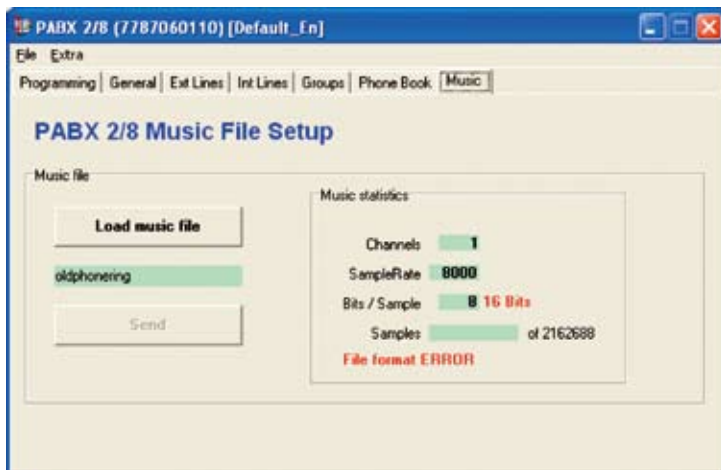 PABX 2/8 (7787060110) [Default_En]
File Extra
Programming General Ext Lines Int Lines Groups Phone Book Music
PABX 2/8 Music File Setup
Music file
Load music file
oldphonering
Send
Music statistics
Channels 1
SampleRate 8000
Bits / Sample 8 16 Bits
Samples of 2162688
File format ERROR